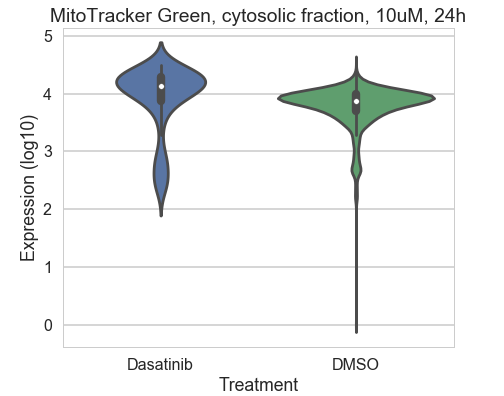 MitoTracker Green, cytosolic fraction, 10uM, 24h
5
4
3
2
1
0
Expression (log10)
Dasatinib
DMSO
Treatment